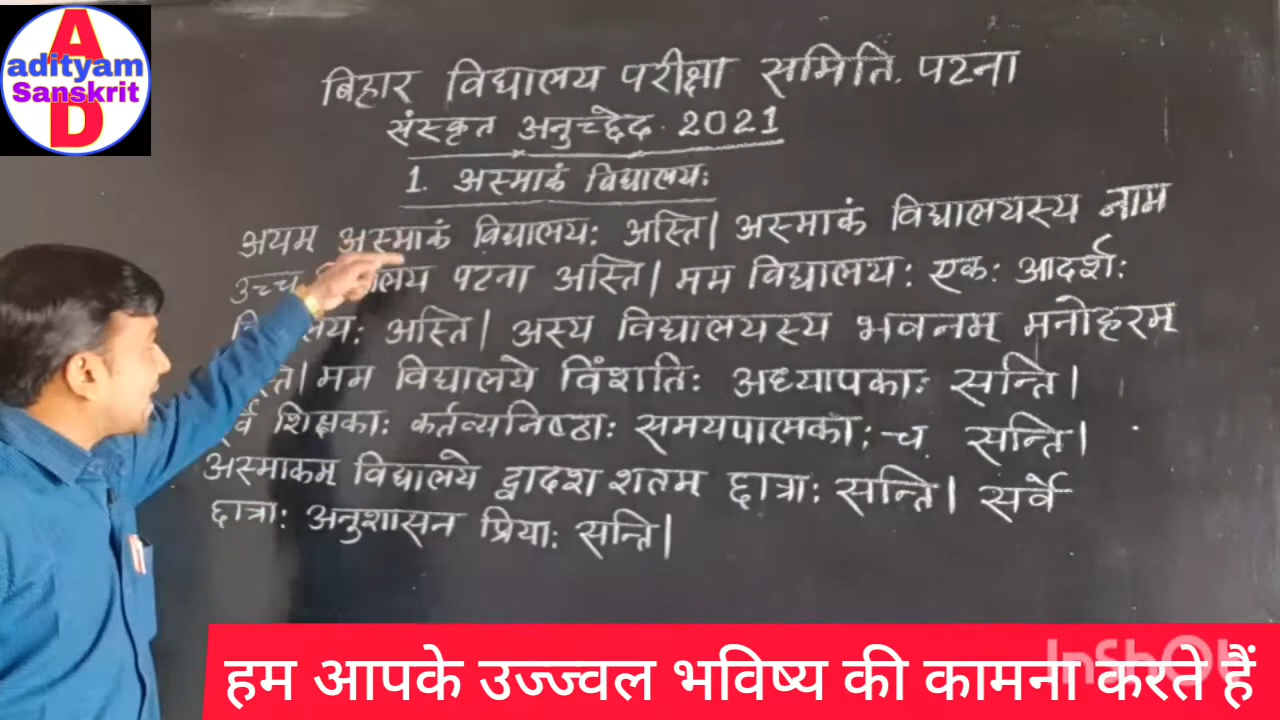 A
adityam
Sanskrit
D
बिहार विद्यालय परीक्षा समिति. पटना
संस्कृत अनुच्छेद. 2021
1. अस्माकं विद्यालय:
अयम अस्माकं विद्यालय: अस्ति। अस्माकं विद्यालयस्य नाम
उच्च पटना अस्ति। मम विद्यालय: एक: आदर्श:
अस्ति। अस्य विद्यालयस्य भवनम् मनोहरम्
मम विद्यालये विंशति: अध्यापका: सन्ति।
शिक्षका: कर्तव्यनिष्ठा: समयपालका: च. सन्ति।
अस्माकम् विद्यालये द्वादश शतम् छात्रा: सन्ति। सर्वे
छात्रा: अनुशासन प्रिया: सन्ति।
हम आपके उज्ज्वल भविष्य की कामना करते हैं
InShOt